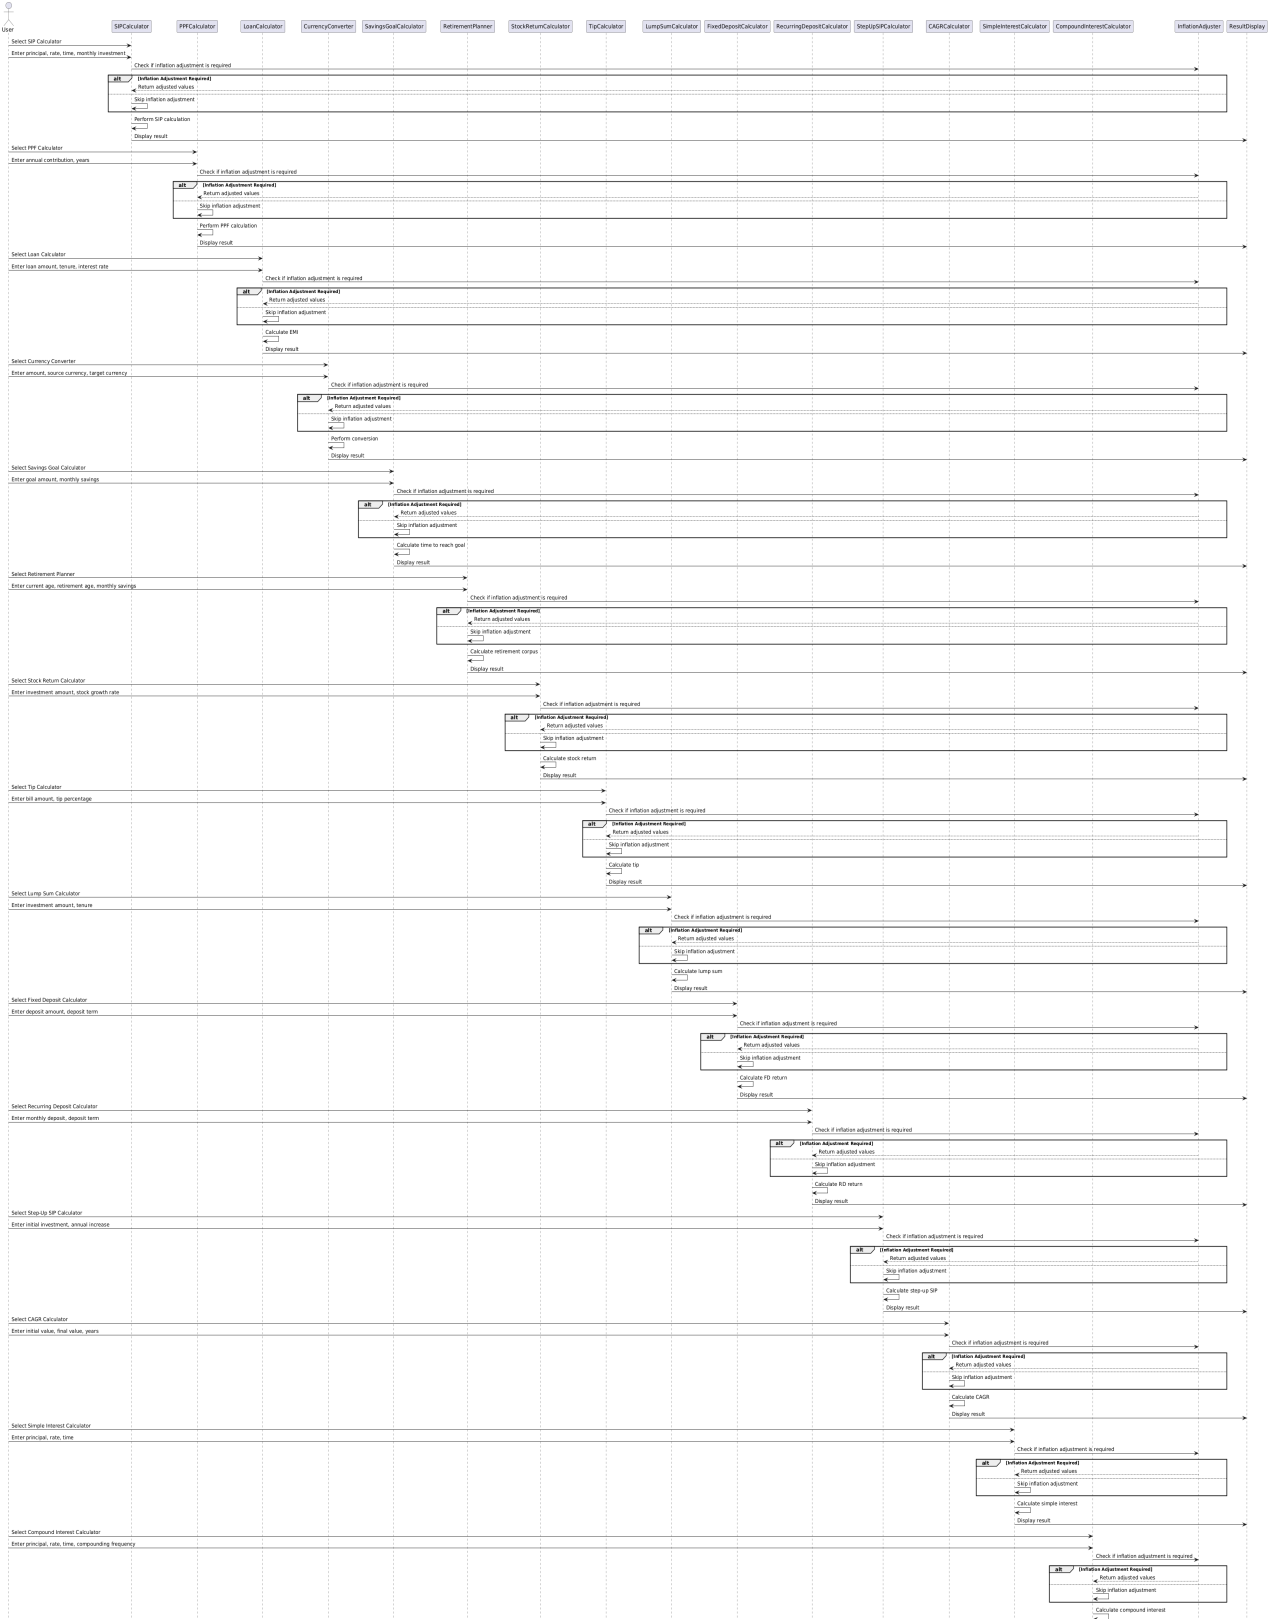 User
SIPCalculator
PPFCalculator
LoanCalculator
CurrencyConverter
SavingsGoalCalculator
RetirementPlanner
StockReturnCalculator
TipCalculator
LumpSumCalculator
FixedDepositCalculator
RecurringDepositCalculator
StepUpSIPCalculator
CAGRCalculator
SimpleInterestCalculator
CompoundInterestCalculator
InflationAdjuster
ResultDisplay
Select SIP Calculator
Enter principal, rate, time, monthly investment
Check if inflation adjustment is required
alt [Inflation Adjustment Required]
Return adjusted values
Skip inflation adjustment
Perform SIP calculation
Display result
Select PPF Calculator
Enter annual contribution, years
Check if inflation adjustment is required
alt [Inflation Adjustment Required]
Return adjusted values
Skip inflation adjustment
Perform PPF calculation
Display result
Select Loan Calculator
Enter loan amount, tenure, interest rate
Check if inflation adjustment is required
alt [Inflation Adjustment Required]
Return adjusted values
Skip inflation adjustment
Calculate EMI
Display result
Select Currency Converter
Enter amount, source currency, target currency
Check if inflation adjustment is required
alt [Inflation Adjustment Required]
Return adjusted values
Skip inflation adjustment
Perform conversion
Display result
Select Savings Goal Calculator
Enter goal amount, monthly savings
Check if inflation adjustment is required
alt [Inflation Adjustment Required]
Return adjusted values
Skip inflation adjustment
Calculate time to reach goal
Display result
Select Retirement Planner
Enter current age, retirement age, monthly savings
Check if inflation adjustment is required
alt [Inflation Adjustment Required]
Return adjusted values
Skip inflation adjustment
Calculate retirement corpus
Display result
Select Stock Return Calculator
Enter investment amount, stock growth rate
Check if inflation adjustment is required
alt [Inflation Adjustment Required]
Return adjusted values
Skip inflation adjustment
Calculate stock return
Display result
Select Tip Calculator
Enter bill amount, tip percentage
Check if inflation adjustment is required
alt [Inflation Adjustment Required]
Return adjusted values
Skip inflation adjustment
Calculate tip
Display result
Select Lump Sum Calculator
Enter investment amount, tenure
Check if inflation adjustment is required
alt [Inflation Adjustment Required]
Return adjusted values
Skip inflation adjustment
Calculate lump sum
Display result
Select Fixed Deposit Calculator
Enter deposit amount, deposit term
Check if inflation adjustment is required
alt [Inflation Adjustment Required]
Return adjusted values
Skip inflation adjustment
Calculate FD return
Display result
Select Recurring Deposit Calculator
Enter monthly deposit, deposit term
Check if inflation adjustment is required
alt [Inflation Adjustment Required]
Return adjusted values
Skip inflation adjustment
Calculate RD return
Display result
Select Step-Up SIP Calculator
Enter initial investment, annual increase
Check if inflation adjustment is required
alt [Inflation Adjustment Required]
Return adjusted values
Skip inflation adjustment
Calculate step-up SIP
Display result
Select CAGR Calculator
Enter initial value, final value, years
Check if inflation adjustment is required
alt [Inflation Adjustment Required]
Return adjusted values
Skip inflation adjustment
Calculate CAGR
Display result
Select Simple Interest Calculator
Enter principal, rate, time
Check if inflation adjustment is required
alt [Inflation Adjustment Required]
Return adjusted values
Skip inflation adjustment
Calculate simple interest
Display result
Select Compound Interest Calculator
Enter principal, rate, time, compounding frequency
Check if inflation adjustment is required
alt [Inflation Adjustment Required]
Return adjusted values
Skip inflation adjustment
Calculate compound interest